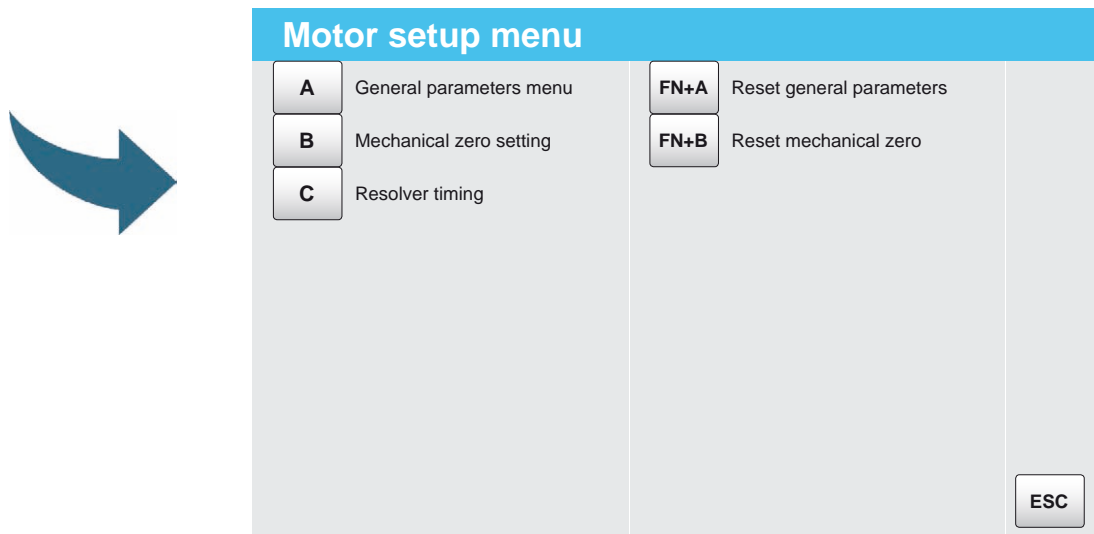 Motor setup menu
A General parameters menu
FN+A Reset general parameters
B Mechanical zero setting
FN+B Reset mechanical zero
C Resolver timing
ESC